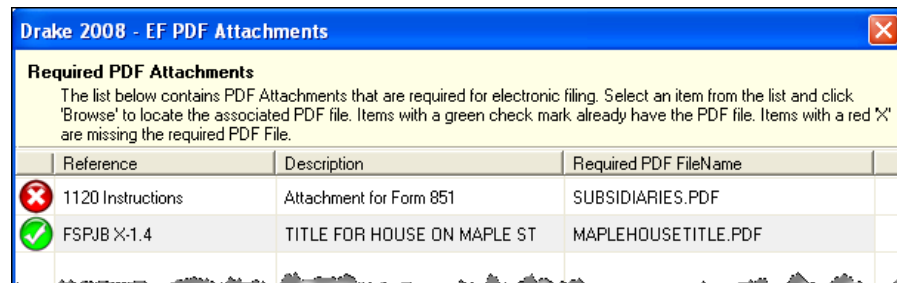 Drake 2008 - EF PDF Attachments
Required PDF Attachments
The list below contains PDF Attachments that are required for electronic filing. Select an item from the list and click
'Browse' to locate the associated PDF file. Items with a green check mark already have the PDF file. Items with a red 'X'
are missing the required PDF File.
Reference Description Required PDF FileName
1120 Instructions Attachment for Form 851 SUBSIDIARIES.PDF
FSPJB X-1.4 TITLE FOR HOUSE ON MAPLE ST MAPLEHOUSETITLE.PDF